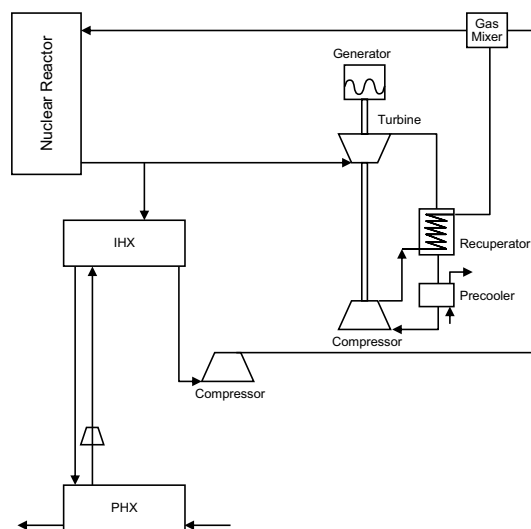 Gas
Mixer
Nuclear Reactor
Generator
Turbine
IHX
Recuperator
Precooler
Compressor
Compressor
PHX